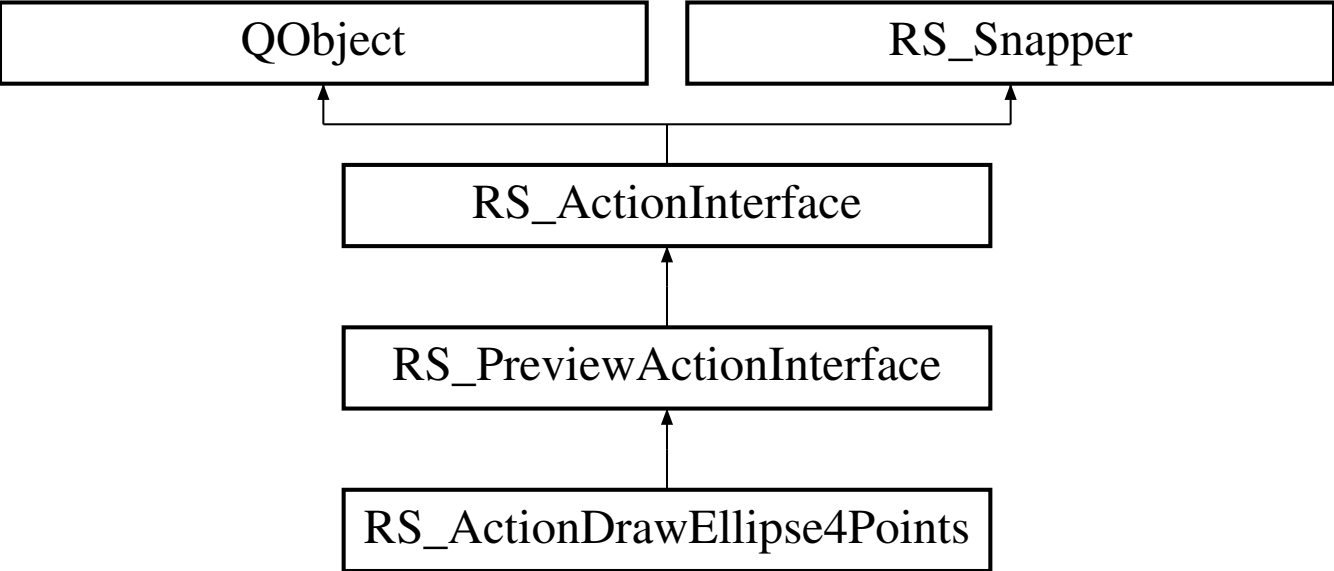 QObject
RS_Snapper
RS_ActionInterface
RS_PreviewActionInterface
RS_ActionDrawEllipse4Points